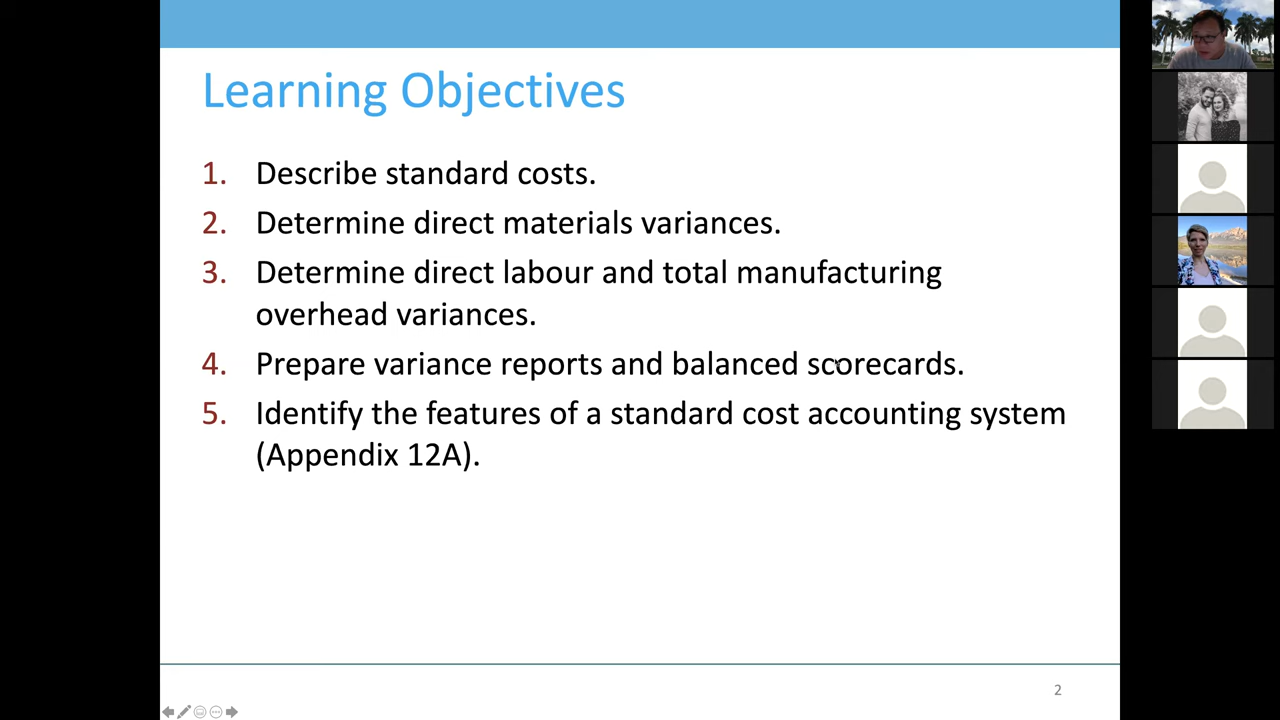 Learning Objectives
1. Describe standard costs.
2. Determine direct materials variances.
3. Determine direct labour and total manufacturing
overhead variances.
4. Prepare variance reports and balanced scorecards.
5. Identify the features of a standard cost accounting system
(Appendix 12A).
2